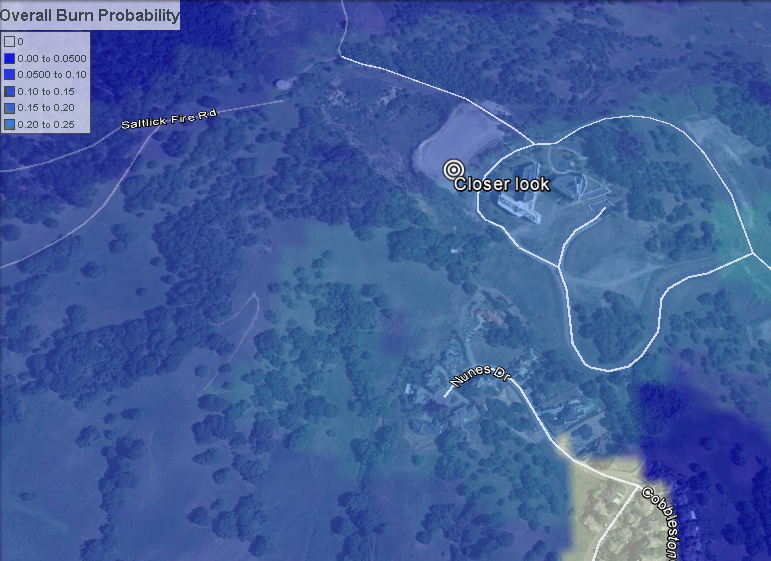 Overall Burn Probability
0
0.00 to 0.0500
0.0500 to 0.10
0.10 to 0.15
0.15 to 0.20
0.20 to 0.25
Saltlick Fire Rd
Closer look
Nunes Dr
Cobbleston